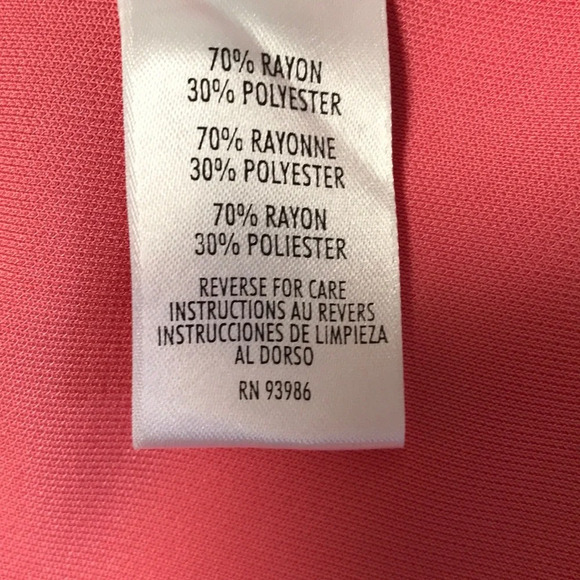 70% RAYON
30% POLYESTER
70% RAYONNE
30% POLYESTER
70% RAYON
30% POLIESTER
REVERSE FOR CARE
INSTRUCTIONS AU REVERS
INSTRUCCIONES DE LIMPIEZA
AL DORSO
RN 93986